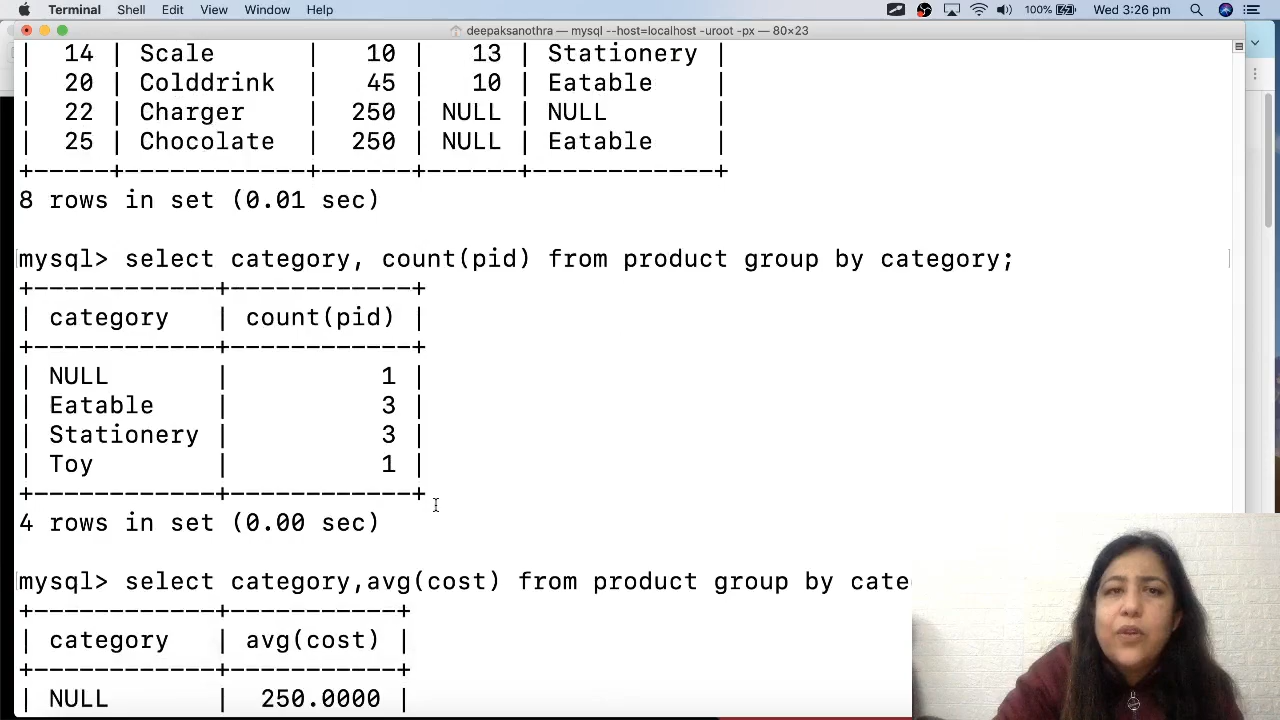 Terminal Shell Edit View Window Help 100% Wed 3:26 pm
deepaksanothra — mysql --host=localhost -uroot -px — 80×23
| 14 | Scale | 10 | 13 | Stationery |
| 20 | Colddrink | 45 | 10 | Eatable |
| 22 | Charger | 250 | NULL | NULL |
| 25 | Chocolate | 250 | NULL | Eatable |
+-----+------------+------+------+------------+
8 rows in set (0.01 sec)
mysql> select category, count(pid) from product group by category;
+------------+------------+
| category | count(pid) |
+------------+------------+
| NULL | 1 |
| Eatable | 3 |
| Stationery | 3 |
| Toy | 1 |
+------------+------------+
4 rows in set (0.00 sec)
mysql> select category,avg(cost) from product group by cate
+------------+-----------+
| category | avg(cost) |
+------------+-----------+
| NULL | 250.0000 |